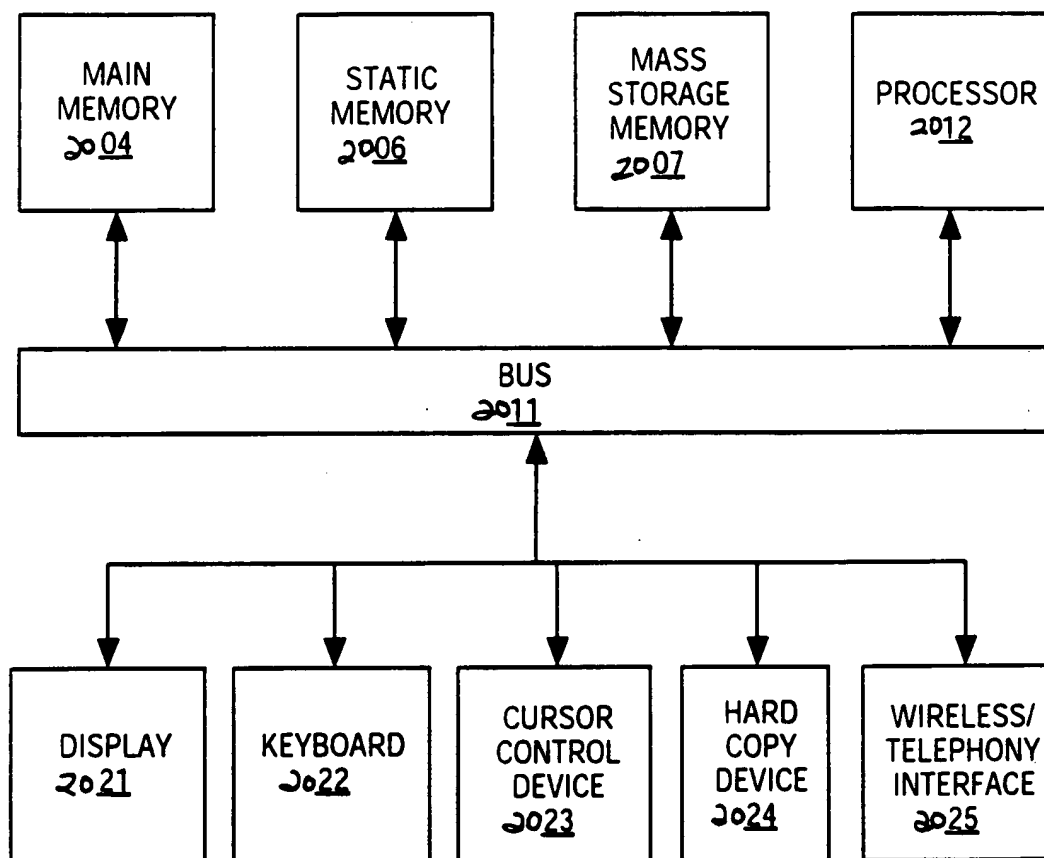 MAIN
MEMORY
2004
STATIC
MEMORY
2006
MASS
STORAGE
MEMORY
2007
PROCESSOR
2012
BUS
2011
DISPLAY
2021
KEYBOARD
2022
CURSOR
CONTROL
DEVICE
2023
HARD
COPY
DEVICE
2024
WIRELESS/
TELEPHONY
INTERFACE
2025